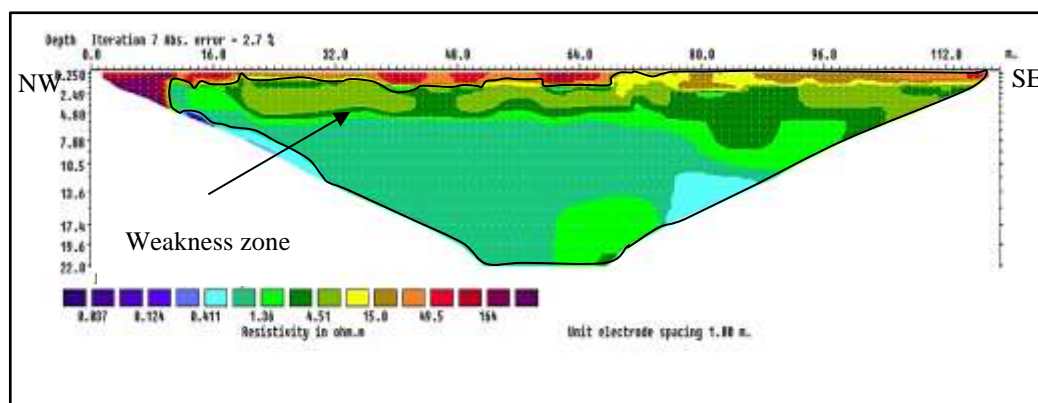 Depth Iteration 7 Abs. error = 2.7 %
0.0 16.0 32.0 48.0 64.0 80.0 96.0 112.0 m.
NW SE
0.250
2.49
4.80
7.88
10.5
13.6
17.4
19.6
22.0
Weakness zone
0.037 0.124 0.411 1.36 4.51 15.0 49.5 164
Resistivity in ohm.m Unit electrode spacing 1.00 m.